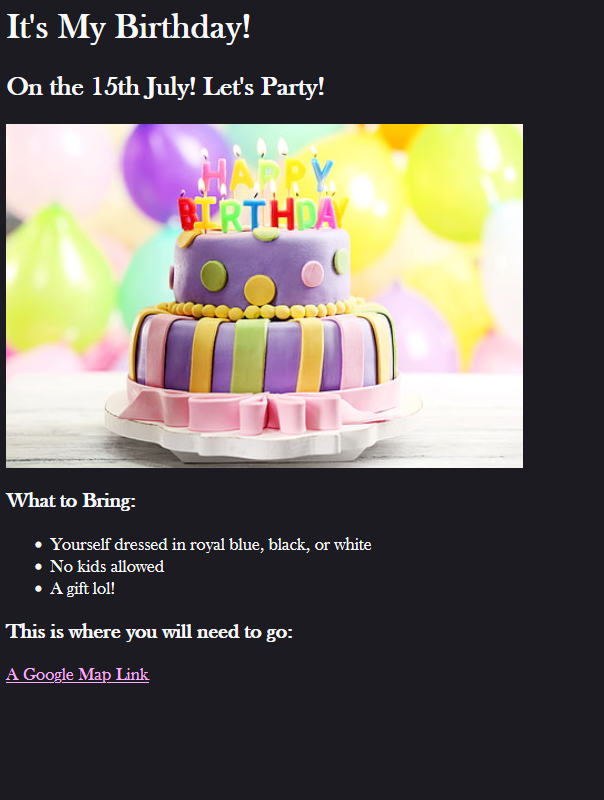 It's My Birthday!
On the 15th July! Let's Party!
HAPPY
BIRTHDAY
What to Bring:
• Yourself dressed in royal blue, black, or white
• No kids allowed
• A gift lol!
This is where you will need to go:
A Google Map Link